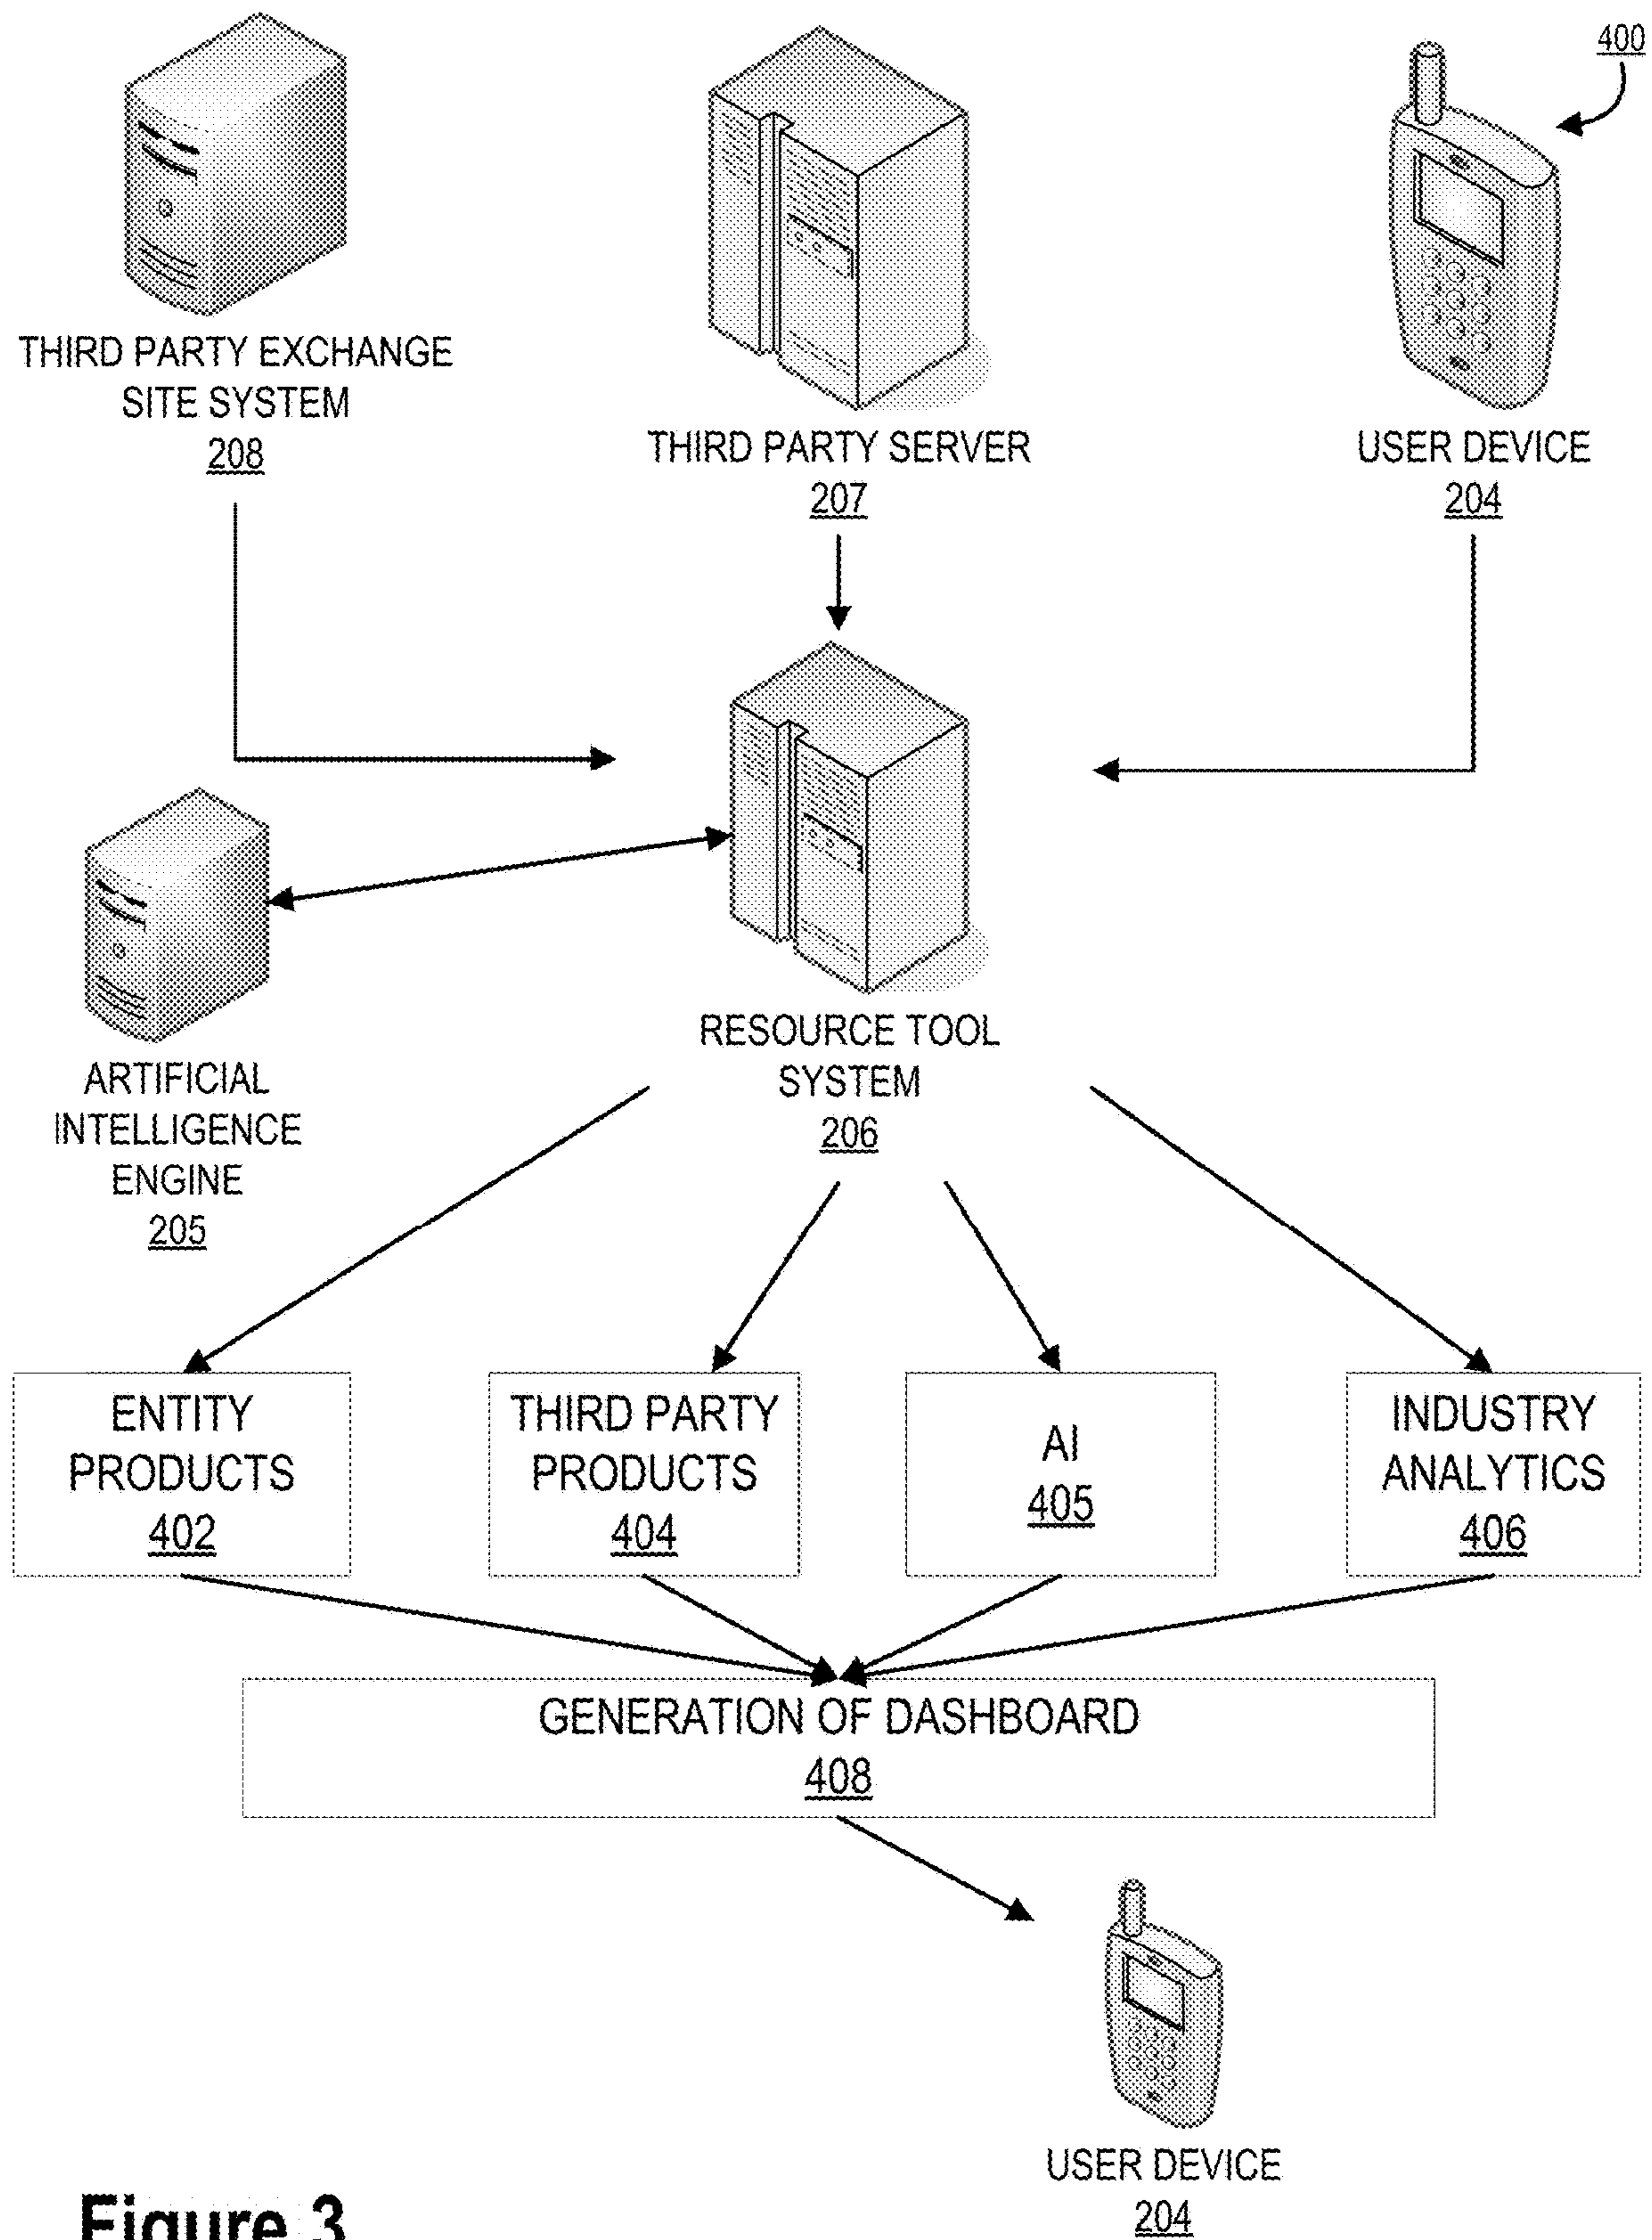 400
THIRD PARTY EXCHANGE
SITE SYSTEM
208
THIRD PARTY SERVER
207
USER DEVICE
204
ARTIFICIAL
INTELLIGENCE
ENGINE
205
RESOURCE TOOL
SYSTEM
206
ENTITY
PRODUCTS
402
THIRD PARTY
PRODUCTS
404
AI
405
INDUSTRY
ANALYTICS
406
GENERATION OF DASHBOARD
408
USER DEVICE
204
Figure 3